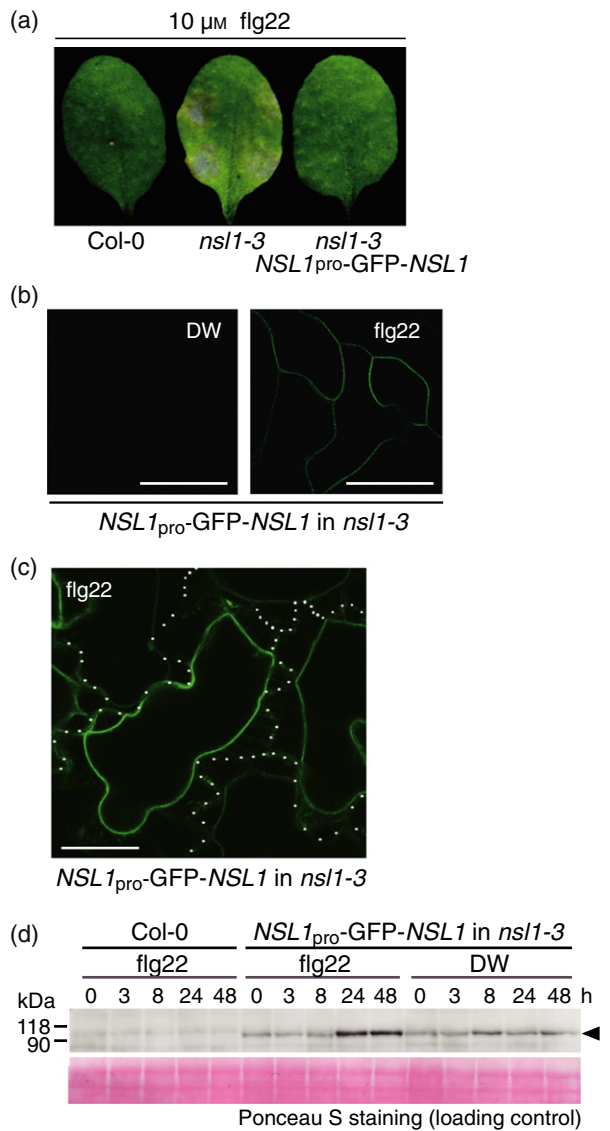 (a)
10 µM flg22
Col-0 nsl1-3 nsl1-3
NSL1pro-GFP-NSL1
(b)
DW flg22
NSL1pro-GFP-NSL1 in nsl1-3
(c)
flg22
NSL1pro-GFP-NSL1 in nsl1-3
(d)
Col-0 NSL1pro-GFP-NSL1 in nsl1-3
flg22 flg22 DW
kDa 0 3 8 24 48 0 3 8 24 48 0 3 8 24 48 h
118
90
Ponceau S staining (loading control)